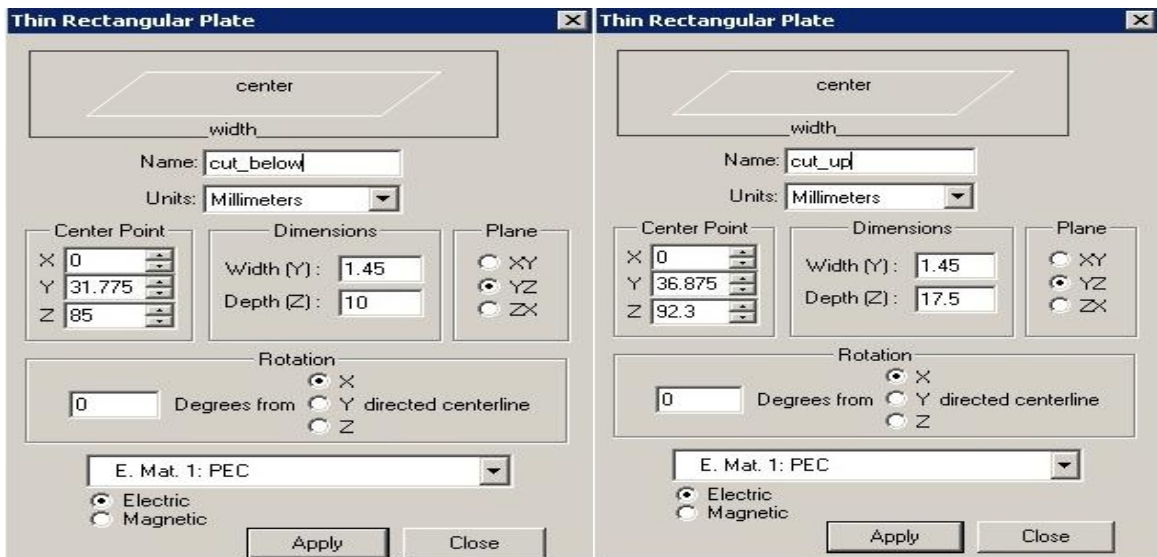 Thin Rectangular Plate
center
width
Name: cut_below
Units: Millimeters
Center Point
Dimensions
Plane
X 0
Y 31.775
Z 85
Width (Y) : 1.45
Depth (Z) : 10
XY
YZ
ZX
Rotation
0 Degrees from X Y Z directed centerline
E. Mat. 1: PEC
Electric
Magnetic
Apply Close
Thin Rectangular Plate
center
width
Name: cut_up
Units: Millimeters
Center Point
Dimensions
Plane
X 0
Y 36.875
Z 92.3
Width (Y) : 1.45
Depth (Z) : 17.5
XY
YZ
ZX
Rotation
0 Degrees from X Y Z directed centerline
E. Mat. 1: PEC
Electric
Magnetic
Apply Close